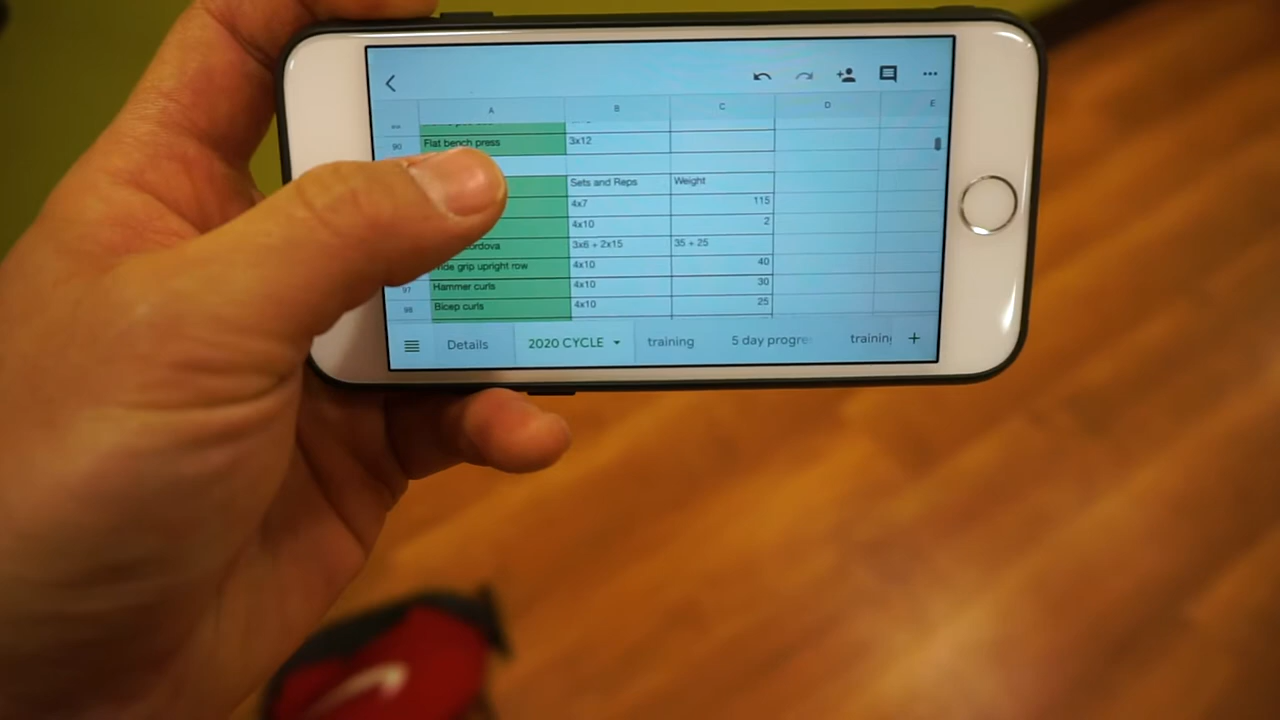 A B C D E
90 Flat bench press 3x12
Sets and Reps Weight
4x7 115
4x10 2
3x6 + 2x15 35 + 25
grip upright row 4x10 40
97 Hammer curls 4x10 30
98 Bicep curls 4x10 25
Details 2020 CYCLE training 5 day progre trainin +